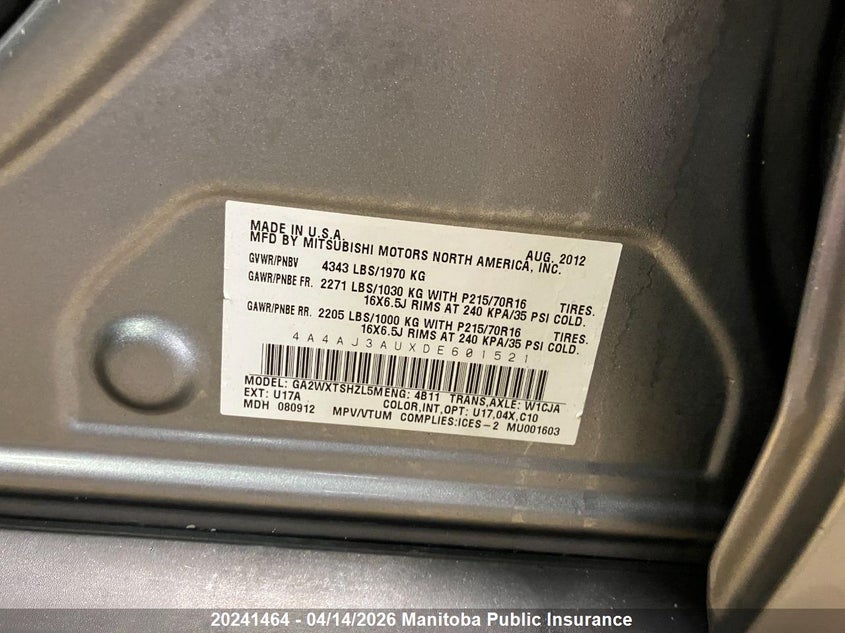 MADE IN U.S.A. AUG. 2012
MFD BY MITSUBISHI MOTORS NORTH AMERICA, INC.
GVWR/PNBV 4343 LBS/1970 KG
GAWR/PNBE FR. 2271 LBS/1030 KG WITH P215/70R16 TIRES.
16X6.5J RIMS AT 240 KPA/35 PSI COLD.
GAWR/PNBE RR. 2205 LBS/1000 KG WITH P215/70R16 TIRES.
16X6.5J RIMS AT 240 KPA/35 PSI COLD.
4A4AJ3AUXDE601521
MODEL: GA2WXTSHZL5M ENG: 4B11 TRANS,AXLE: W1CJA
EXT: U17A COLOR,INT,OPT: U17,04X,C10
MDH 080912 MPV/VTUM COMPLIES:ICES-2 MU001603
20241464 - 04/14/2026 Manitoba Public Insurance